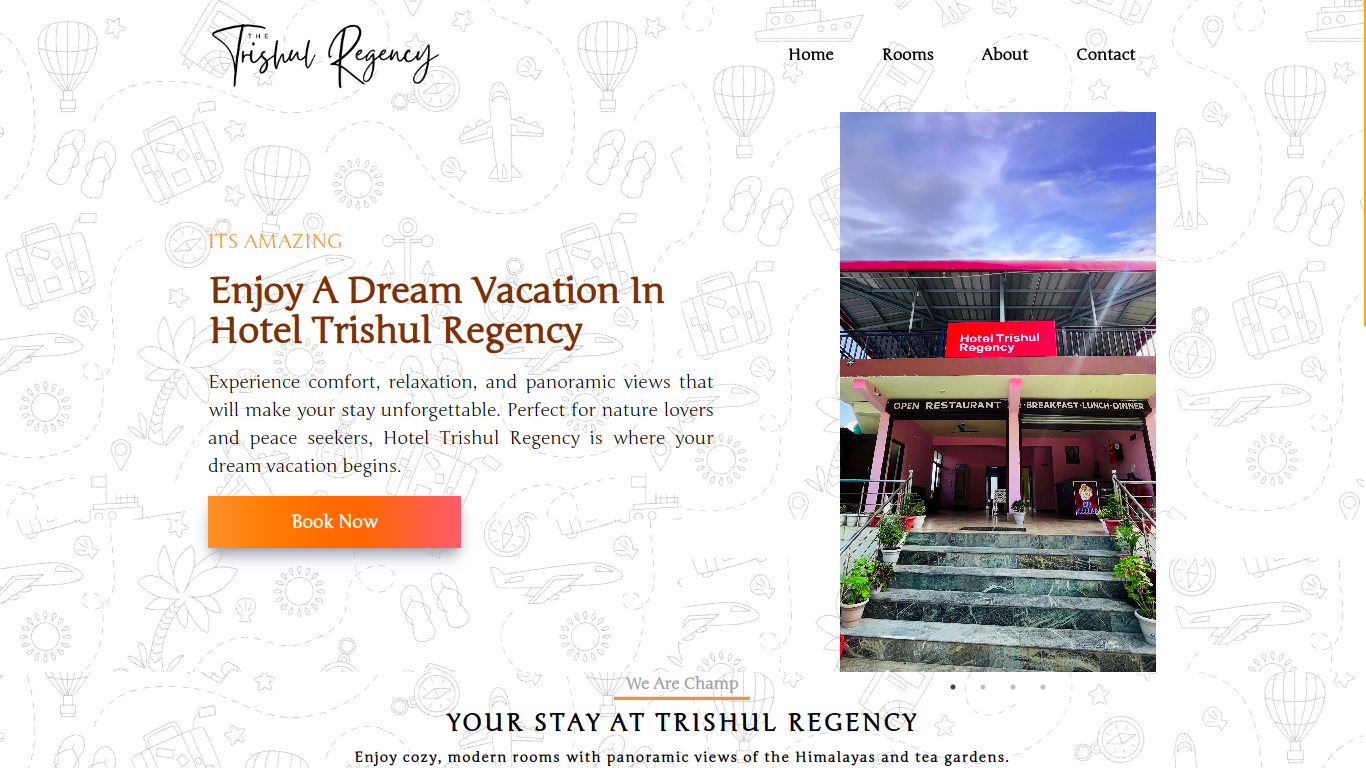 THE
Trishul Regency
Home Rooms About Contact
ITS AMAZING
Enjoy A Dream Vacation In
Hotel Trishul Regency
Experience comfort, relaxation, and panoramic views that
will make your stay unforgettable. Perfect for nature lovers
and peace seekers, Hotel Trishul Regency is where your
dream vacation begins.
Book Now
Hotel Trishul
Regency
OPEN RESTAURANT BREAKFAST-LUNCH-DINNER
We Are Champ
YOUR STAY AT TRISHUL REGENCY
Enjoy cozy, modern rooms with panoramic views of the Himalayas and tea gardens.